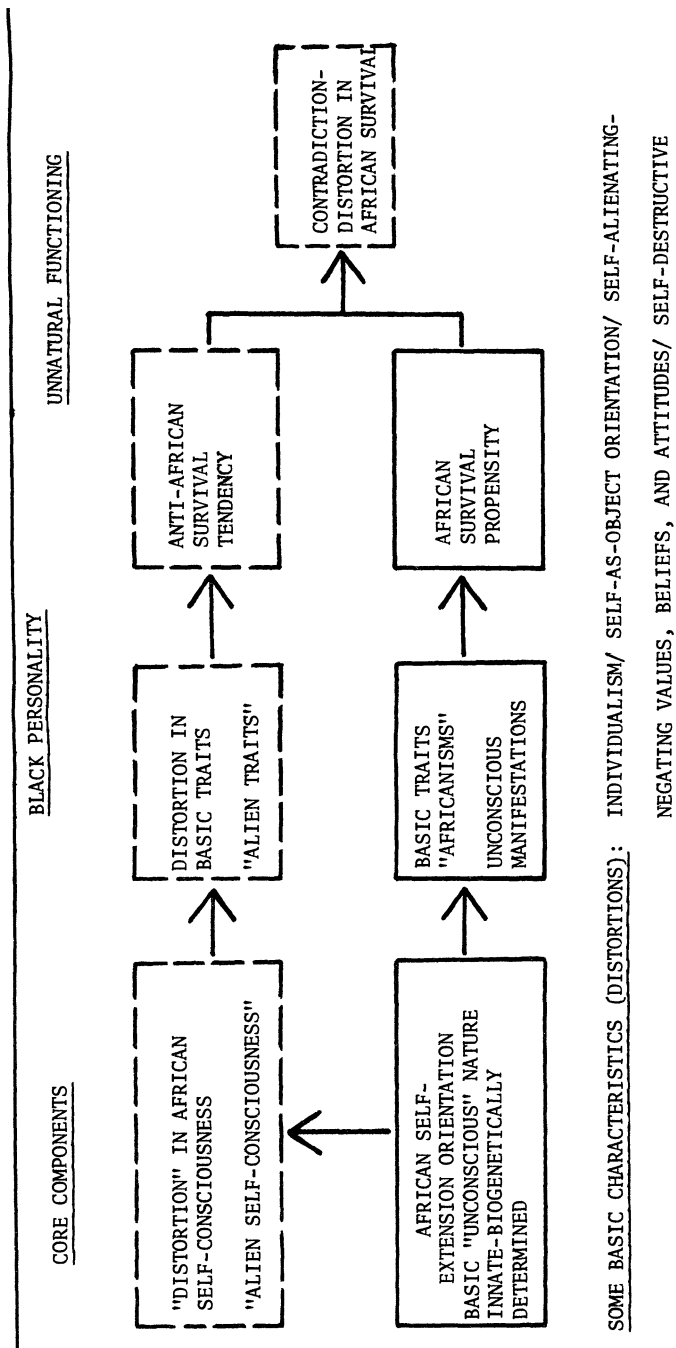 BLACK PERSONALITY
CORE COMPONENTS
UNNATURAL FUNCTIONING
"DISTORTION" IN AFRICAN
SELF-CONSCIOUSNESS
"ALIEN SELF-CONSCIOUSNESS"
DISTORTION IN
BASIC TRAITS
"ALIEN TRAITS"
ANTI-AFRICAN
SURVIVAL
TENDENCY
CONTRADICTION-
DISTORTION IN
AFRICAN SURVIVAL
AFRICAN SELF-
EXTENSION ORIENTATION
BASIC "UNCONSCIOUS" NATURE
INNATE-BIOGENETICALLY
DETERMINED
BASIC TRAITS
"AFRICANISMS"
UNCONSCIOUS
MANIFESTATIONS
AFRICAN
SURVIVAL
PROPENSITY
SOME BASIC CHARACTERISTICS (DISTORTIONS): INDIVIDUALISM/ SELF-AS-OBJECT ORIENTATION/ SELF-ALIENATING-
NEGATING VALUES, BELIEFS, AND ATTITUDES/ SELF-DESTRUCTIVE